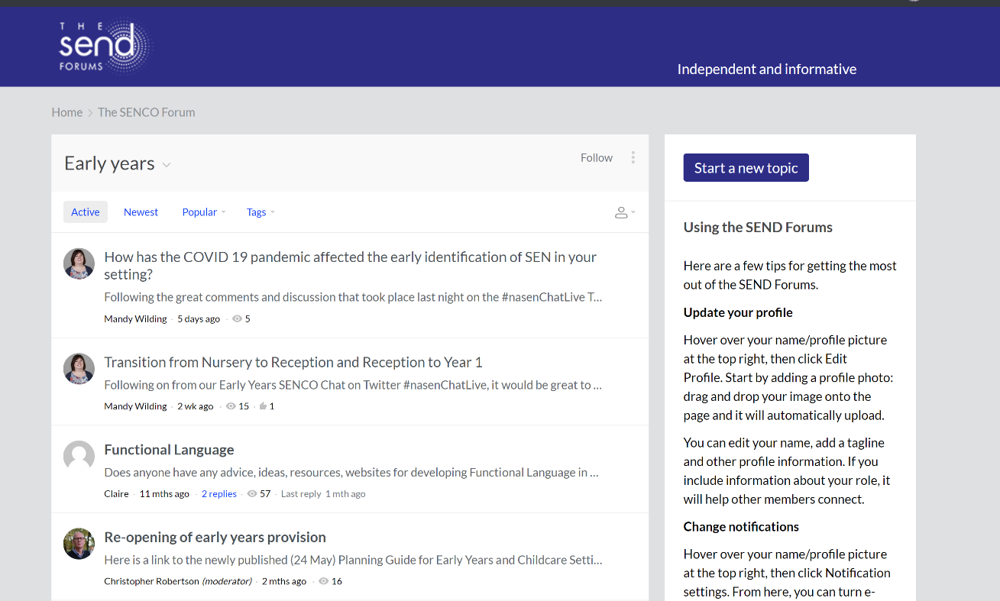 THE
send
FORUMS
Independent and informative
Home > The SENCO Forum
Early years
Follow
Active Newest Popular Tags
How has the COVID 19 pandemic affected the early identification of SEN in your
setting?
Following the great comments and discussion that took place last night on the #nasenChatLive T...
Mandy Wilding · 5 days ago · 5
Transition from Nursery to Reception and Reception to Year 1
Following on from our Early Years SENCO Chat on Twitter #nasenChatLive, it would be great to ...
Mandy Wilding · 2 wk ago · 15 · 1
Functional Language
Does anyone have any advice, ideas, resources, websites for developing Functional Language in ...
Claire · 11 mths ago · 2 replies · 57 · Last reply 1 mth ago
Re-opening of early years provision
Here is a link to the newly published (24 May) Planning Guide for Early Years and Childcare Setti...
Christopher Robertson (moderator) · 2 mths ago · 16
Start a new topic
Using the SEND Forums
Here are a few tips for getting the most
out of the SEND Forums.
Update your profile
Hover over your name/profile picture
at the top right, then click Edit
Profile. Start by adding a profile photo:
drag and drop your image onto the
page and it will automatically upload.
You can edit your name, add a tagline
and other profile information. If you
include information about your role, it
will help other members connect.
Change notifications
Hover over your name/profile picture
at the top right, then click Notification
settings. From here, you can turn e-